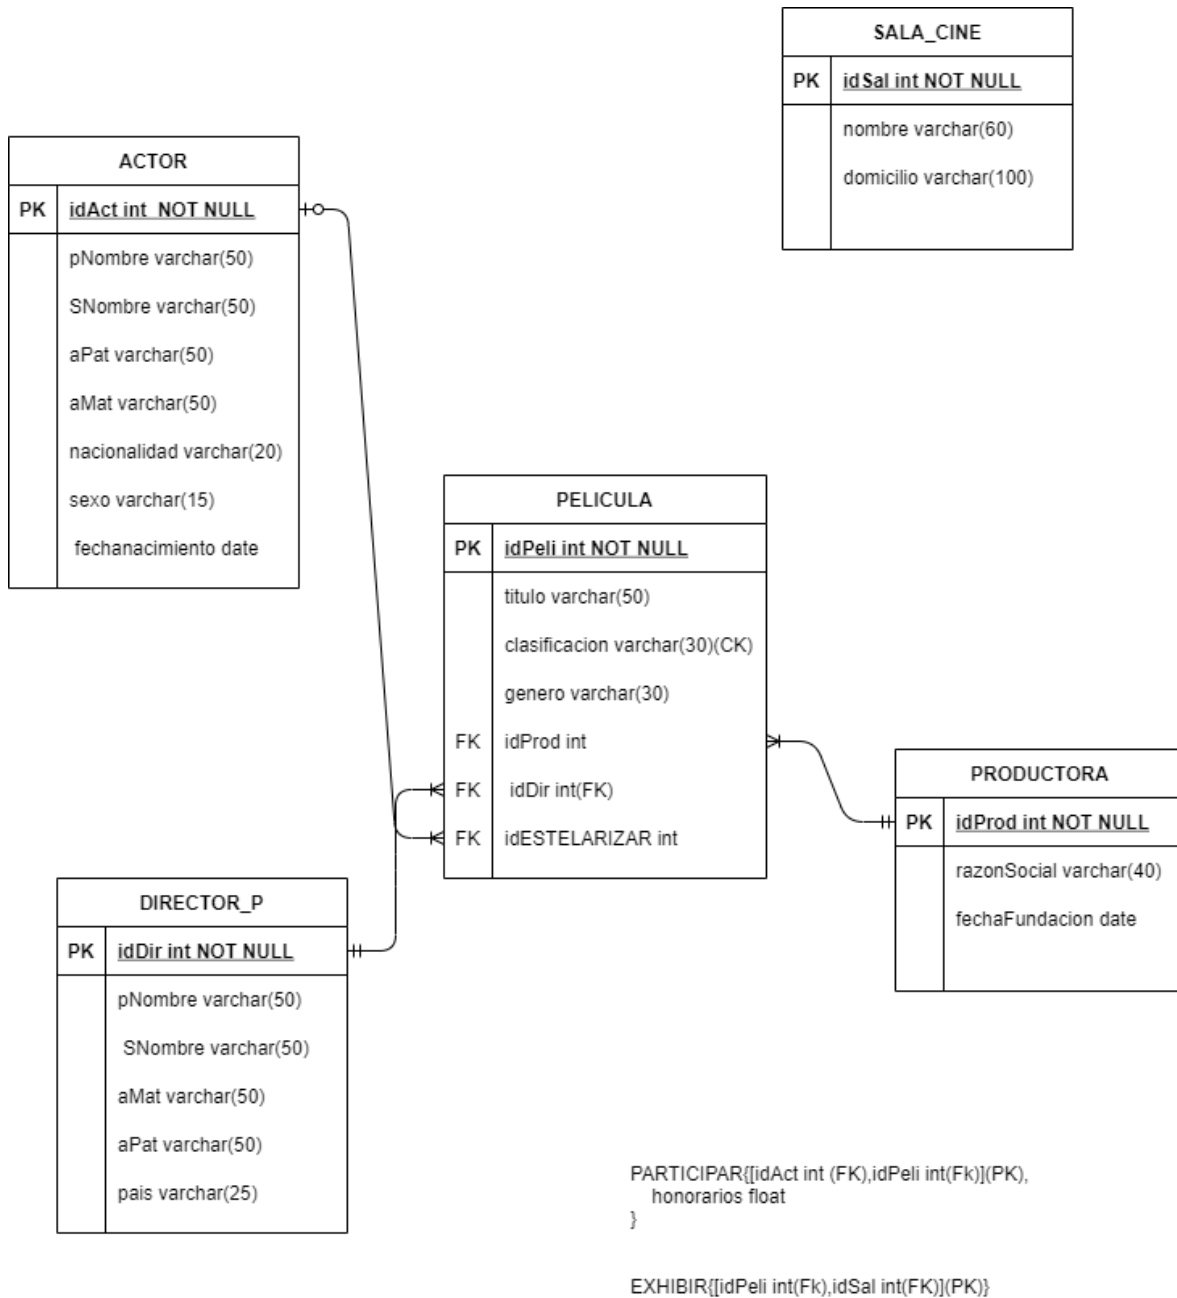 SALA_CINE
PK idSal int NOT NULL
nombre varchar(60)
domicilio varchar(100)
ACTOR
PK idAct int NOT NULL
pNombre varchar(50)
SNombre varchar(50)
aPat varchar(50)
aMat varchar(50)
nacionalidad varchar(20)
sexo varchar(15)
fechanacimiento date
PELICULA
PK idPeli int NOT NULL
titulo varchar(50)
clasificacion varchar(30)(CK)
genero varchar(30)
FK idProd int
FK idDir int(FK)
FK idESTELARIZAR int
PRODUCTORA
PK idProd int NOT NULL
razonSocial varchar(40)
fechaFundacion date
DIRECTOR_P
PK idDir int NOT NULL
pNombre varchar(50)
SNombre varchar(50)
aMat varchar(50)
aPat varchar(50)
pais varchar(25)
PARTICIPAR{[idAct int (FK),idPeli int(Fk)](PK),
honorarios float
}
EXHIBIR{[idPeli int(Fk),idSal int(FK)](PK)}